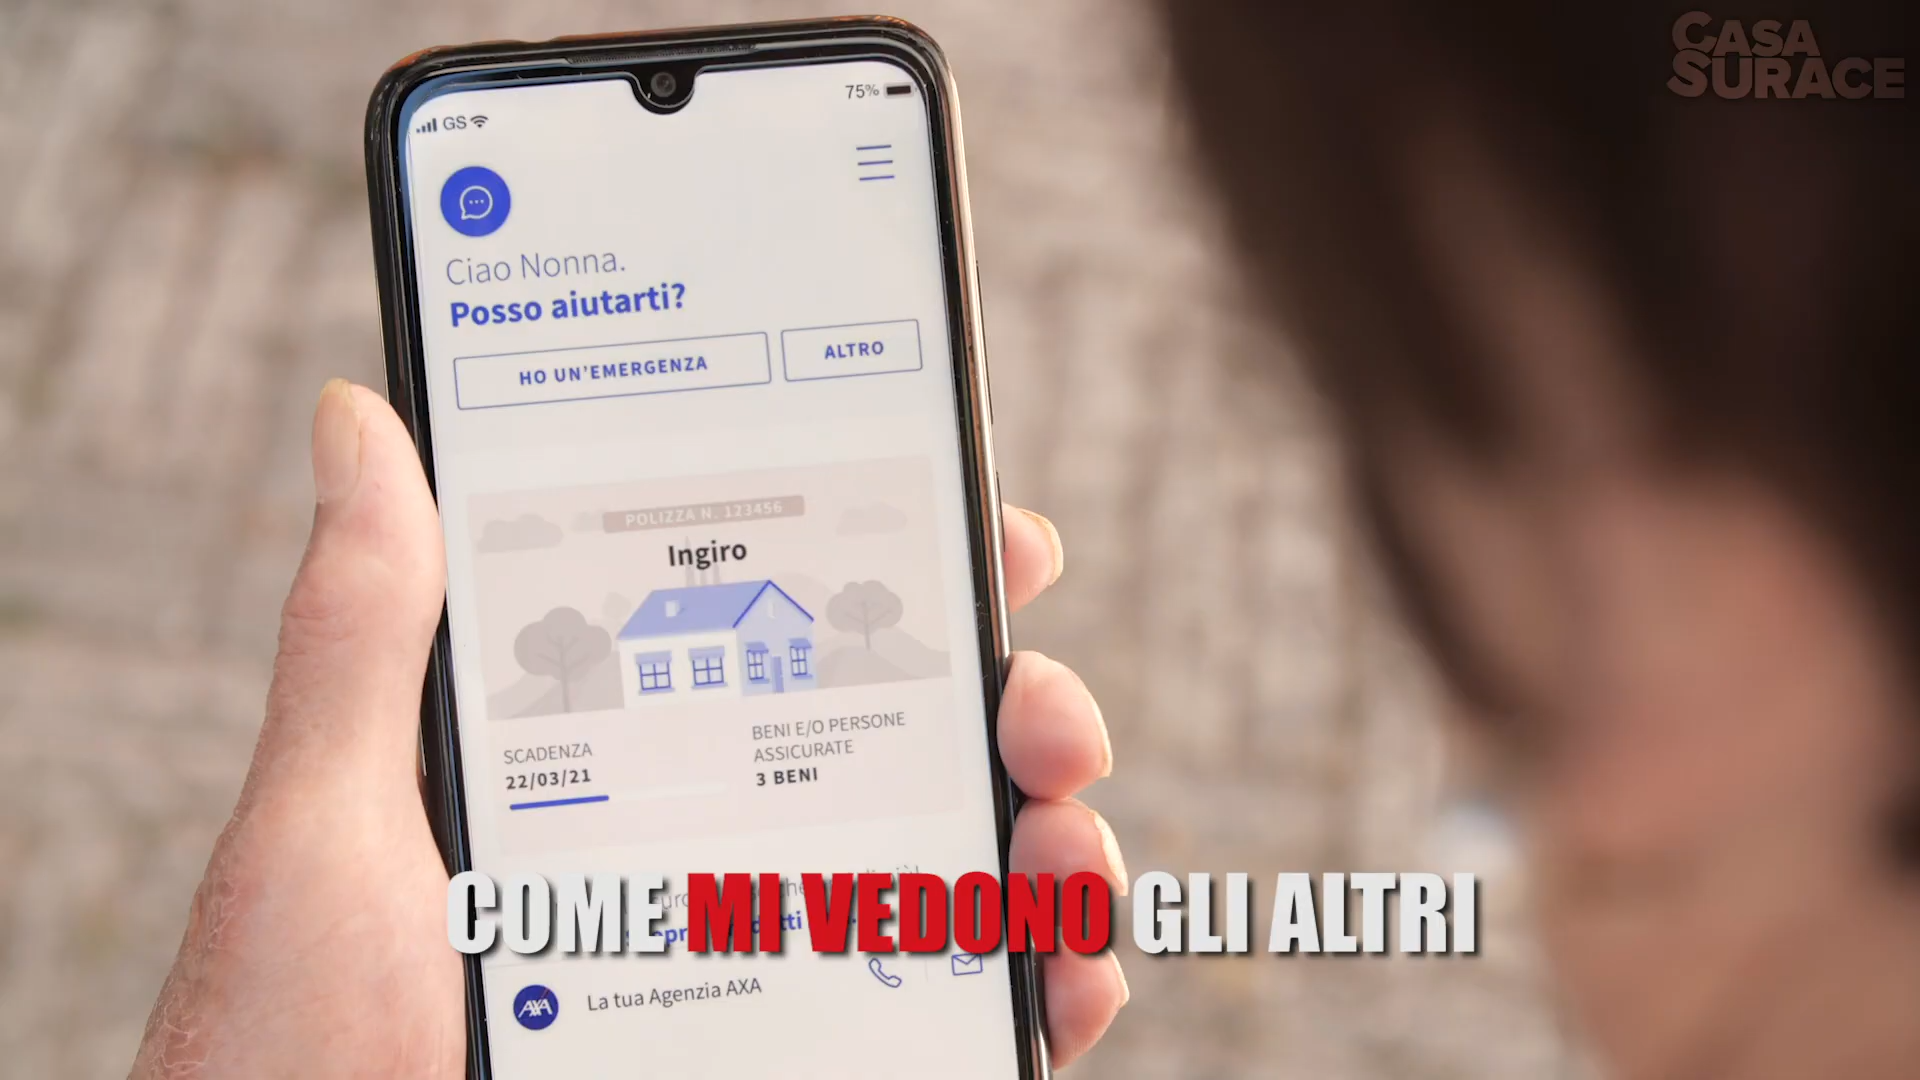 CASA
SURACE
75%
GS
Ciao Nonna.
Posso aiutarti?
HO UN'EMERGENZA
ALTRO
POLIZZA N. 123456
Ingiro
SCADENZA
22/03/21
BENI E/O PERSONE
ASSICURATE
3 BENI
COME MI VEDONO GLI ALTRI
AXA
La tua Agenzia AXA